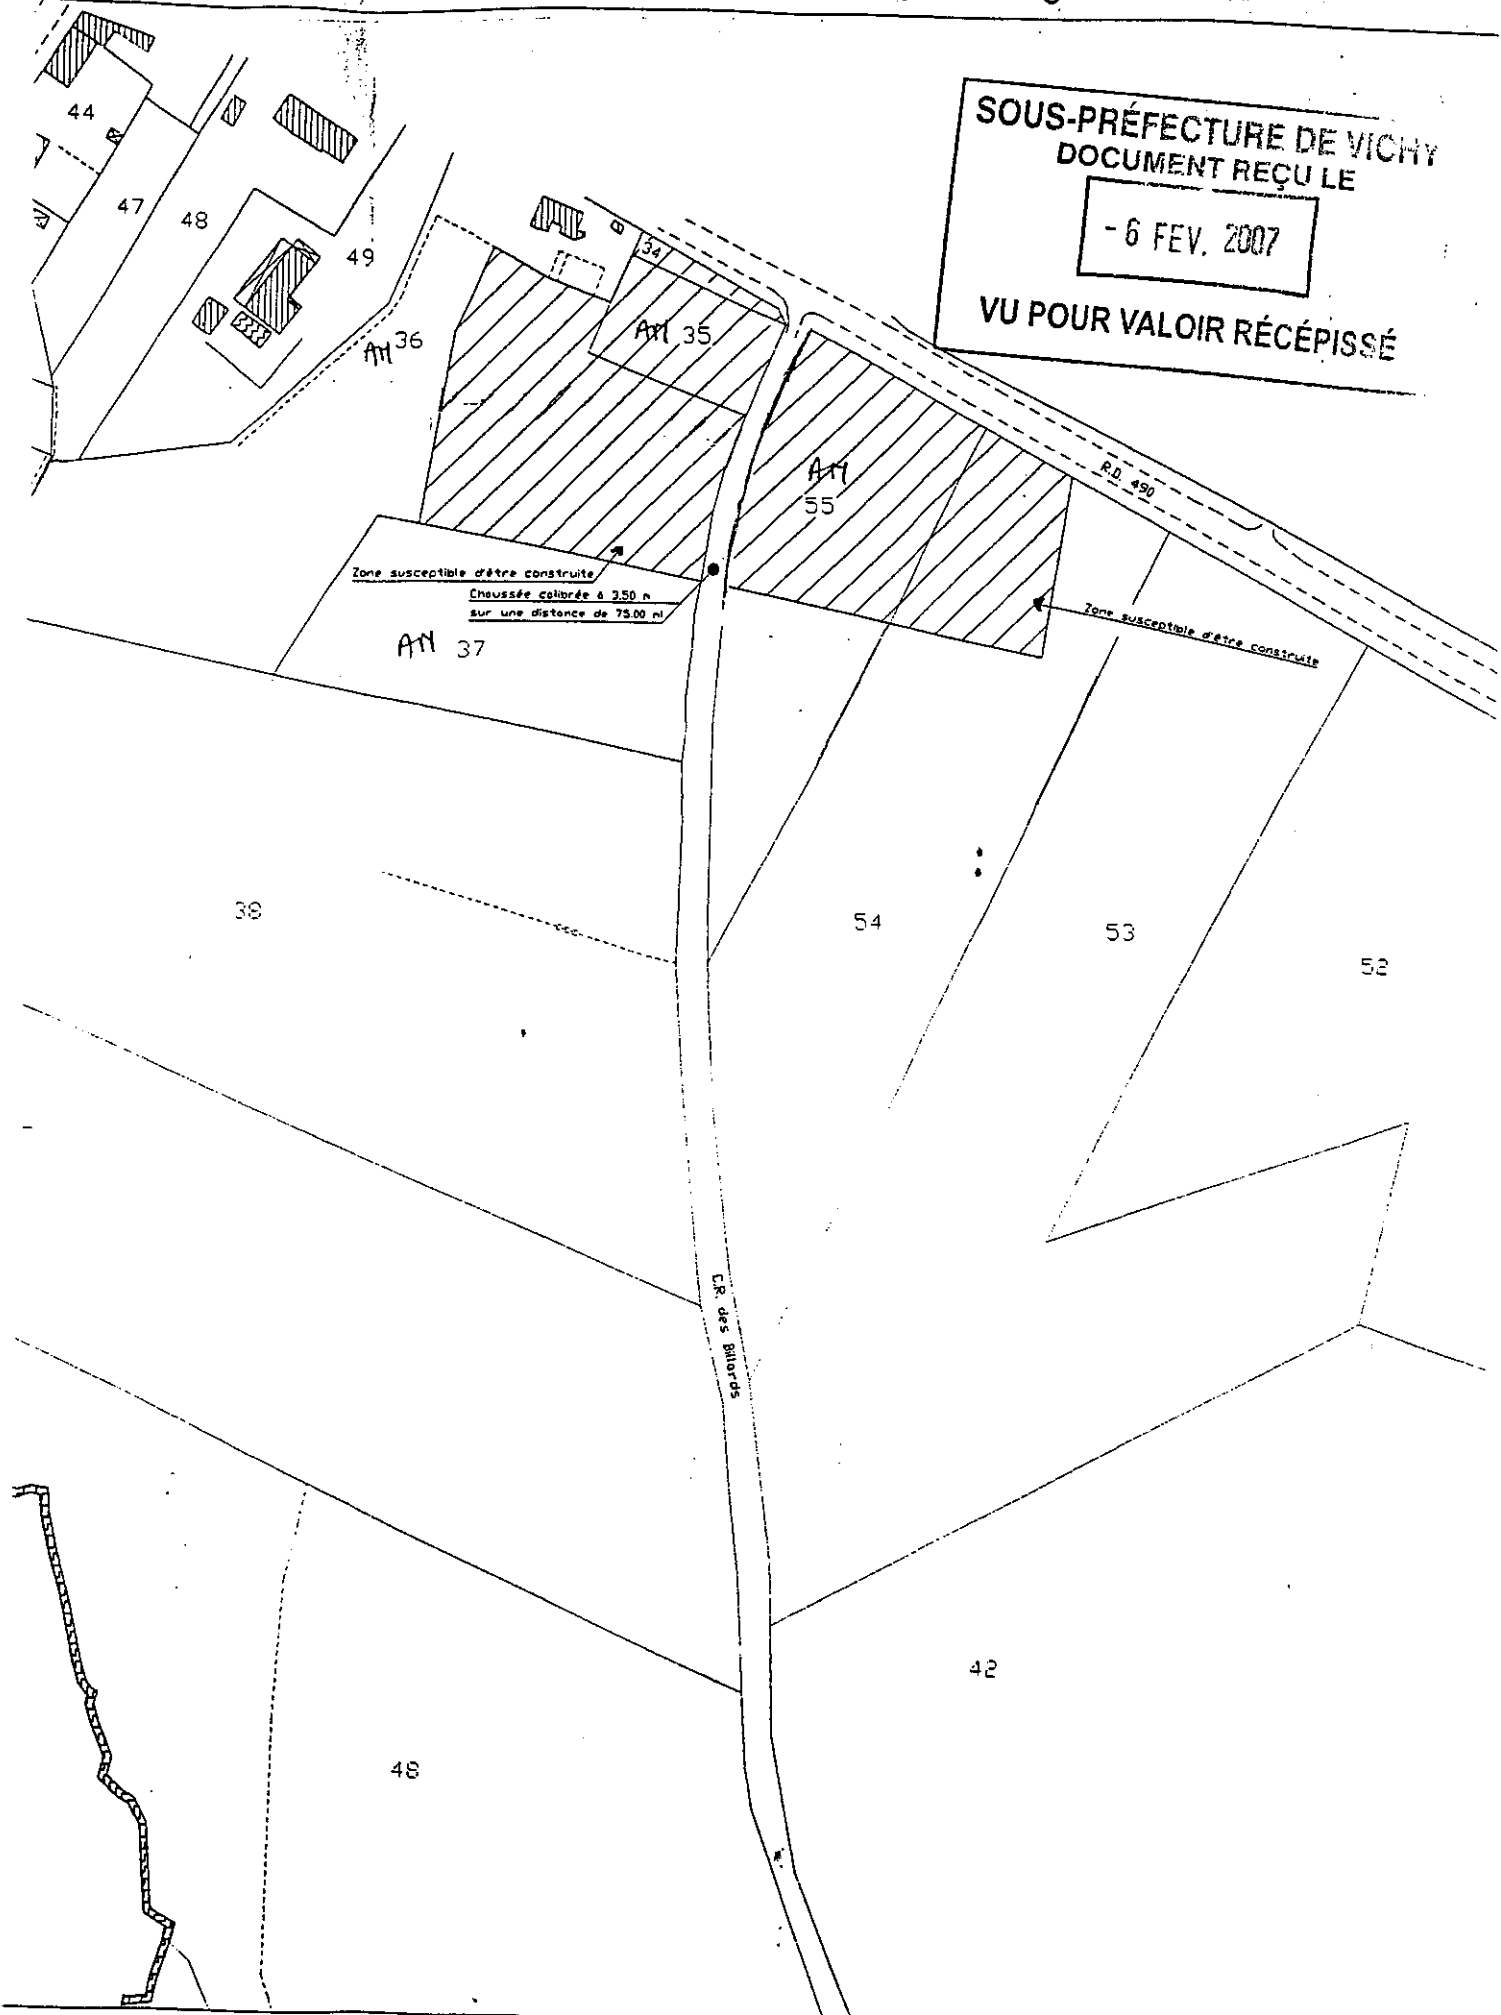 SOUS-PRÉFECTURE DE VICHY
DOCUMENT REÇU LE
- 6 FEV. 2007
VU POUR VALOIR RÉCÉPISSÉ
44
47
48
49
34
AM 36
AM 35
AM
55
R.D. 490
Zone susceptible d'être construite
Chaussée calibrée à 3.50 m
sur une distance de 75.00 ml
Zone susceptible d'être construite
AM 37
38
54
53
52
C.R. des Billards
42
48